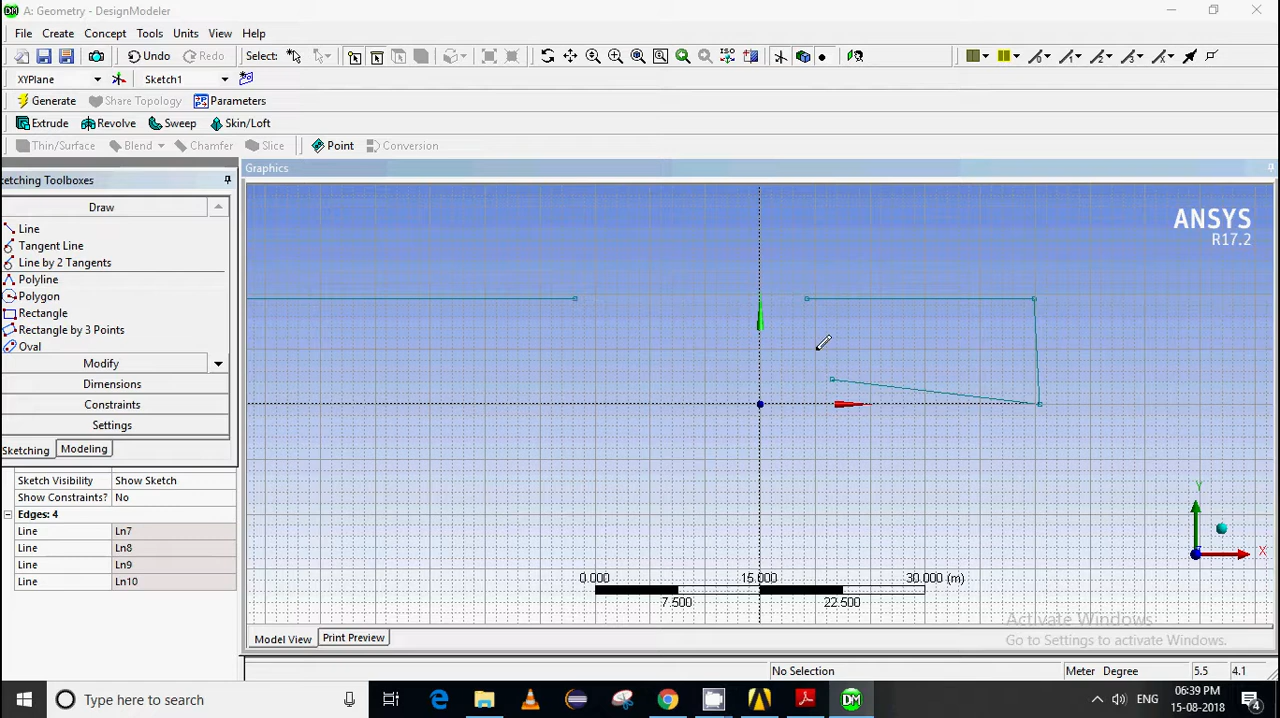 A: Geometry - DesignModeler
File Create Concept Tools Units View Help
Undo Redo Select:
XYPlane Sketch1
Generate Share Topology Parameters
Extrude Revolve Sweep Skin/Loft
Thin/Surface Blend Chamfer Slice Point Conversion
etching Toolboxes
Graphics
Draw
Line
Tangent Line
Line by 2 Tangents
Polyline
Polygon
Rectangle
Rectangle by 3 Points
Oval
Modify
Dimensions
Constraints
Settings
Sketching Modeling
Sketch Visibility Show Sketch
Show Constraints? No
Edges: 4
Line Ln7
Line Ln8
Line Ln9
Line Ln10
ANSYS
R17.2
Y
X
0.000 15.000 30.000 (m)
7.500 22.500
Activate Windows
Go to Settings to activate Windows.
Model View Print Preview
No Selection Meter Degree 5.5 4.1
Type here to search
ENG
06:39 PM
15-08-2018
4